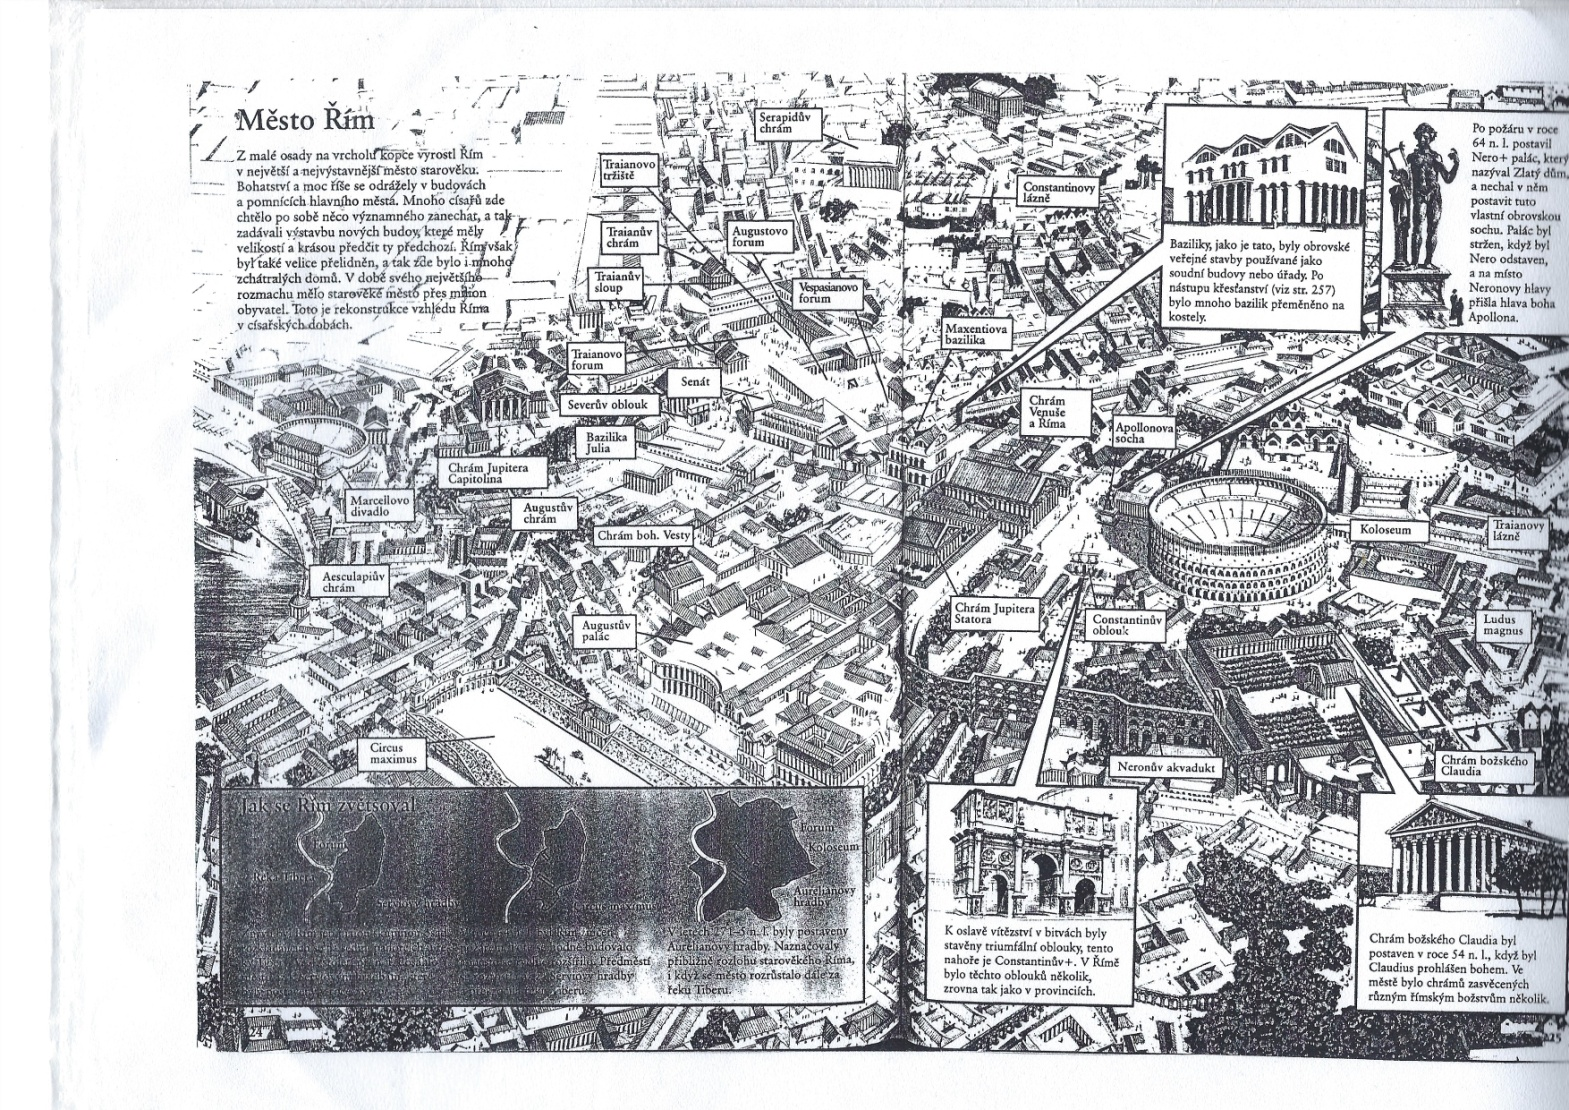 Město Řím
Z malé osady na vrcholu kopce vyrostl Řím
v největší a nejvýstavnější město starověku.
Bohatství a moc říše se odrážely v budovách
a pomnících hlavního města. Mnoho císařů zde
chtělo po sobě něco významného zanechat, a tak
zadávali výstavbu nových budov, které měly
velikostí a krásou předčit ty předchozí. Řím však
byl také velice přelidněn, a tak zde bylo i mnoho
zchátralých domů. V době svého největšího
rozmachu mělo starověké město přes milion
obyvatel. Toto je rekonstrukce vzhledu Říma
v císařských dobách.
Serapidův
chrám
Traianovo
tržiště
Traianův
chrám
Augustovo
forum
Traianův
sloup
Vespasianovo
forum
Traianovo
forum
Senát
Severův oblouk
Bazilika
Julia
Chrám Jupitera
Capitolina
Marcellovo
divadlo
Augustův
chrám
Chrám boh. Vesty
Aesculapiův
chrám
Augustův
palác
Circus
maximus
Constantinovy
lázně
Maxentiova
bazilika
Chrám
Venuše
a Říma
Apollonova
socha
Koloseum
Traianovy
lázně
Chrám Jupitera
Statora
Constantinův
oblouk
Ludus
magnus
Neronův akvadukt
Chrám božského
Claudia
Baziliky, jako je tato, byly obrovské
veřejné stavby používané jako
soudní budovy nebo úřady. Po
nástupu křesťanství (viz str. 257)
bylo mnoho bazilik přeměněno na
kostely.
Po požáru v roce
64 n. l. postavil
Nero+ palác, který
nazýval Zlatý dům,
a nechal v něm
postavit tuto
vlastní obrovskou
sochu. Palác byl
stržen, když byl
Nero odstaven,
a na místo
Neronovy hlavy
přišla hlava boha
Apollona.
Jak se Řím zvětšoval
Forum
Řeka Tibera
Serviovy hradby
Circus maximus
Forum
Koloseum
Aurelianovy
hradby
V letech 271–5 n. l. byly postaveny
Aurelianovy hradby. Naznačovaly
přibližně rozlohu starověkého Říma,
i když se město rozrůstalo dále za
řeku Tiberu.
K oslavě vítězství v bitvách byly
stavěny triumfální oblouky, tento
nahoře je Constantinův+. V Římě
bylo těchto oblouků několik,
zrovna tak jako v provinciích.
Chrám božského Claudia byl
postaven v roce 54 n. l., když byl
Claudius prohlášen bohem. Ve
městě bylo chrámů zasvěcených
různým římským božstvům několik.
24